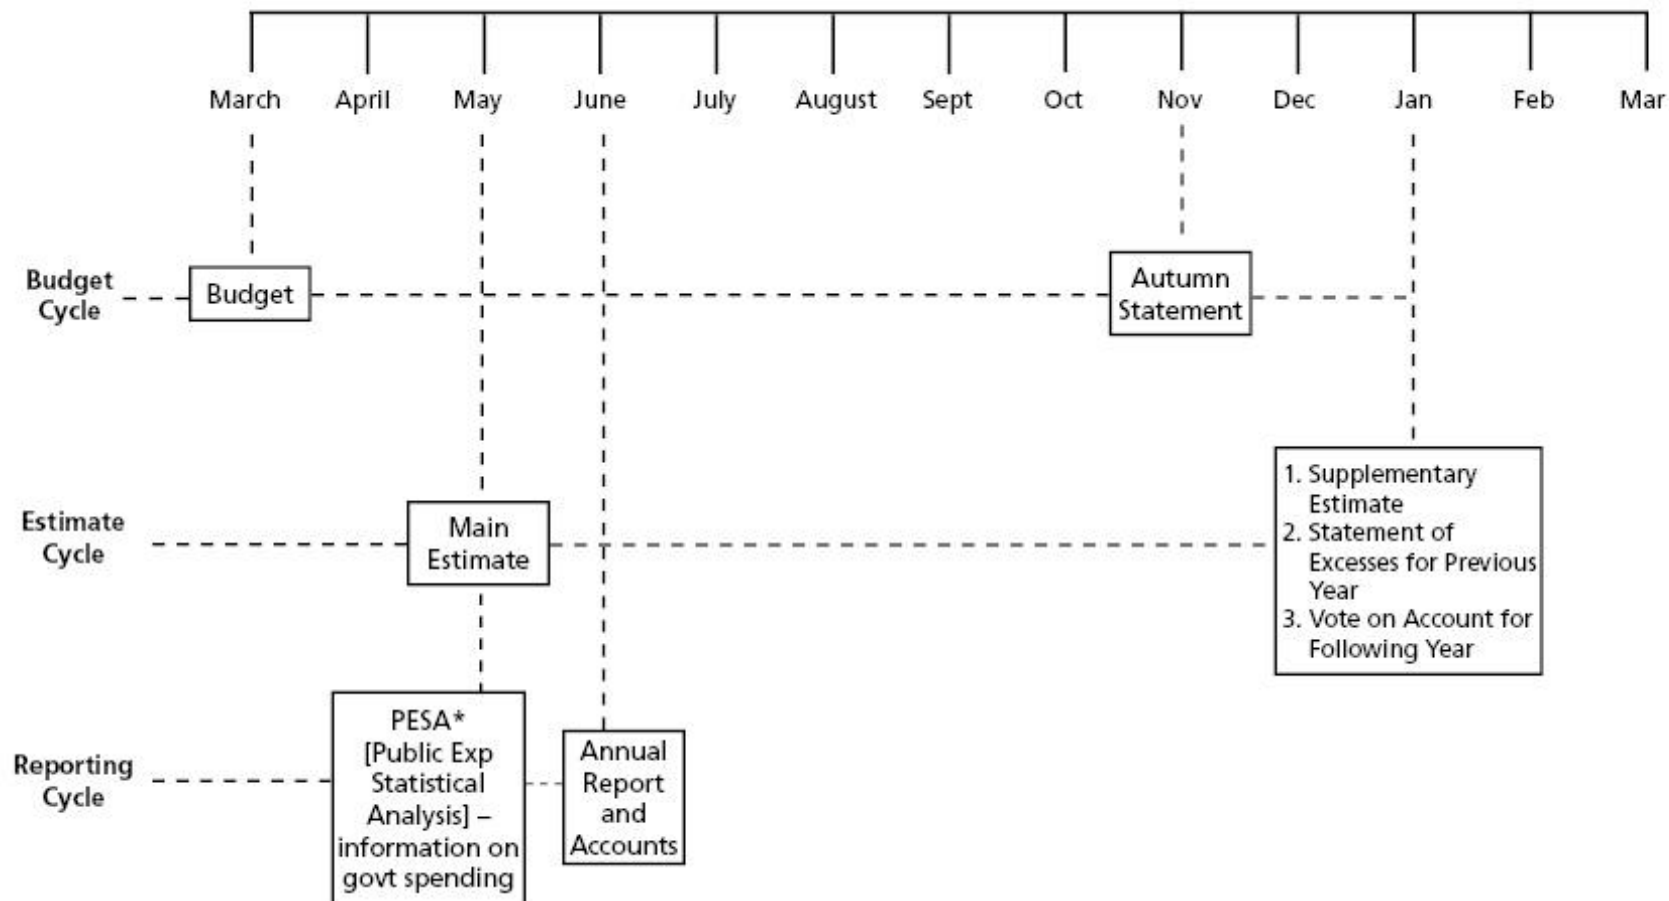 March April May June July August Sept Oct Nov Dec Jan Feb Mar
Budget
Cycle
Budget
Autumn
Statement
Estimate
Cycle
Main
Estimate
1. Supplementary
Estimate
2. Statement of
Excesses for Previous
Year
3. Vote on Account for
Following Year
Reporting
Cycle
PESA*
[Public Exp
Statistical
Analysis] –
information on
govt spending
Annual
Report
and
Accounts